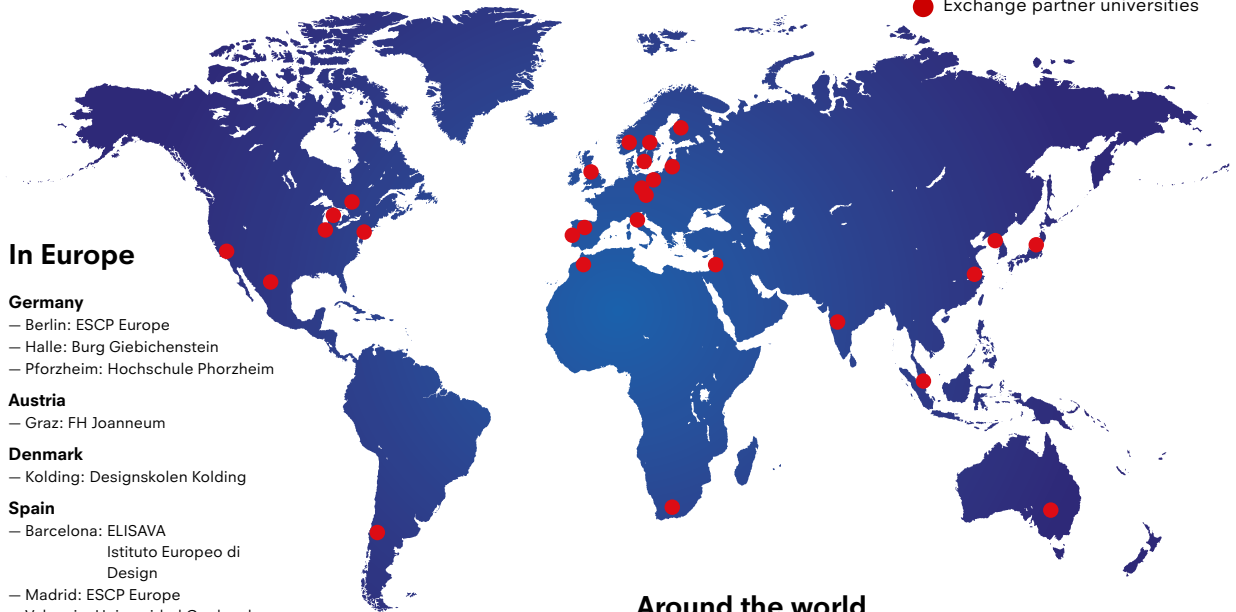 Exchange partner universities
In Europe
Germany
— Berlin: ESCP Europe
— Halle: Burg Giebichenstein
— Pforzheim: Hochschule Phorzheim
Austria
— Graz: FH Joanneum
Denmark
— Kolding: Designskolen Kolding
Spain
— Barcelona: ELISAVA
Istituto Europeo di
Design
— Madrid: ESCP Europe
Around the world